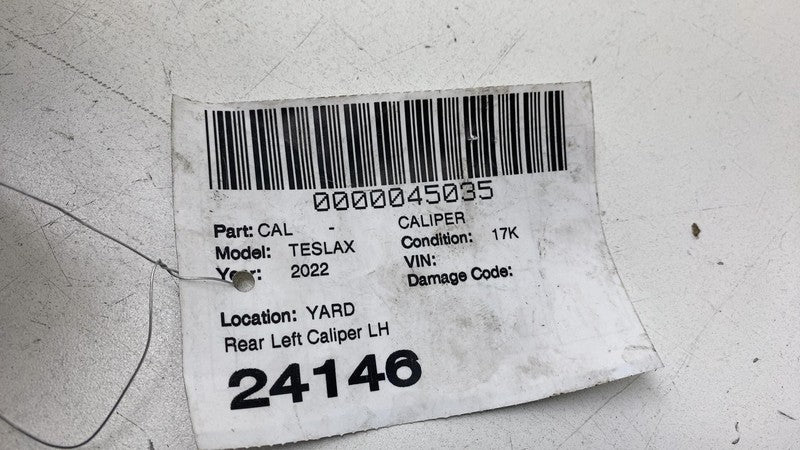 0000045035
Part: CAL - CALIPER
Model: TESLAX Condition: 17K
Year: 2022 VIN:
Damage Code:
Location: YARD
Rear Left Caliper LH
24146